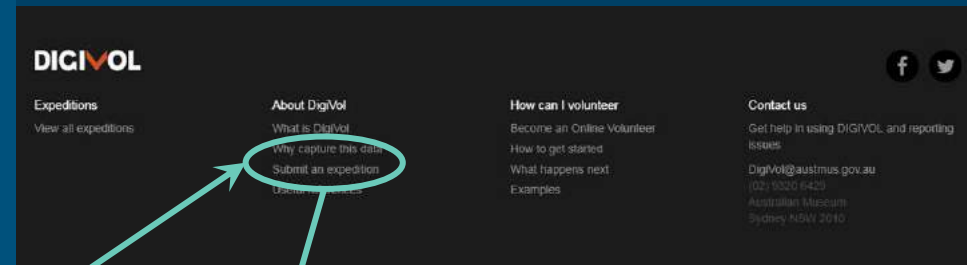 DIGIVOL
Expeditions
View all expeditions
About DigiVol
What is DigiVol
Why capture this data
Submit an expedition
Useful references
How can I volunteer
Become an Online Volunteer
How to get started
What happens next
Examples
Contact us
Get help in using DIGIVOL and reporting
issues
DigiVol@austmus.gov.au
(02) 9320 6429
Australian Museum
Sydney NSW 2010